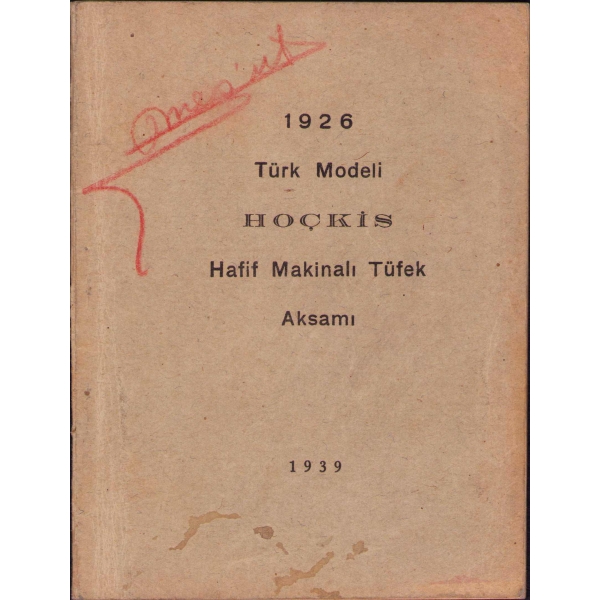 1926
Türk Modeli
HOÇKİS
Hafif Makinalı Tüfek
Aksamı
1939